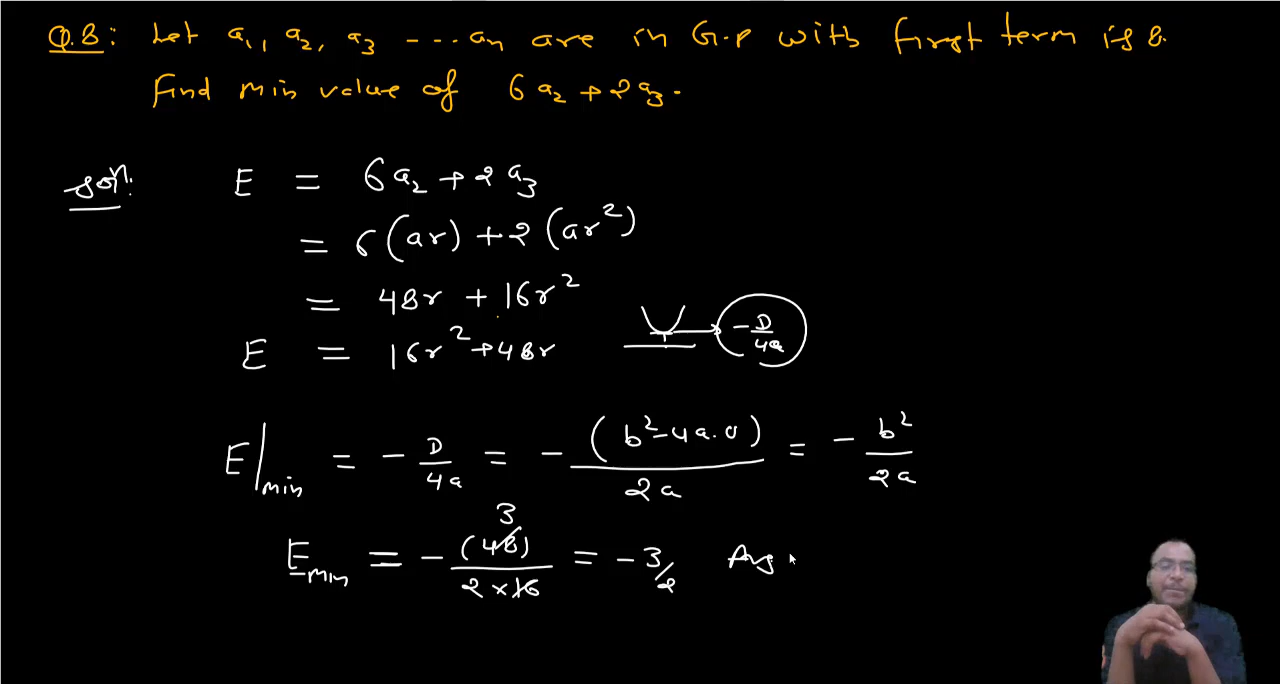 Q.8: Let a₁, a₂, a₃ ---- ...an are in G.P with first term is 8.
Find min value of 6a₂ + 2a₃.
Soln:
E = 6a₂ + 2a₃
= 6(ar) + 2(ar²)
= 48r + 16r²
E = 16r² + 48r
-D/4a
E|min = - D/4a = - (b²-4a.0)/2a = - b²/2a
Emin = - (48)/2×16 = - 3/2 Ans.
3